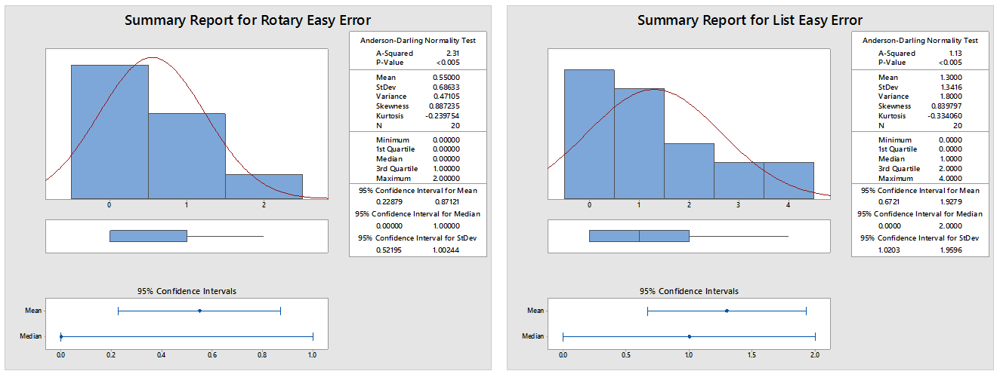 Summary Report for Rotary Easy Error
Anderson-Darling Normality Test
A-Squared 2.31
P-Value <0.005
Mean 0.55000
StDev 0.68633
Variance 0.47105
Skewness 0.887235
Kurtosis -0.239754
N 20
Minimum 0.00000
1st Quartile 0.00000
Median 0.00000
3rd Quartile 1.00000
Maximum 2.00000
95% Confidence Interval for Mean
0.22879 0.87121
95% Confidence Interval for Median
0.00000 1.00000
95% Confidence Interval for StDev
0.52195 1.00244
0 1 2
95% Confidence Intervals
Mean
Median
0.0 0.2 0.4 0.6 0.8 1.0
Summary Report for List Easy Error
Anderson-Darling Normality Test
A-Squared 1.13
P-Value <0.005
Mean 1.3000
StDev 1.3416
Variance 1.8000
Skewness 0.839797
Kurtosis -0.334060
N 20
Minimum 0.0000
1st Quartile 0.0000
Median 1.0000
3rd Quartile 2.0000
Maximum 4.0000
95% Confidence Interval for Mean
0.6721 1.9279
95% Confidence Interval for Median
0.0000 2.0000
95% Confidence Interval for StDev
1.0203 1.9596
0 1 2 3 4
95% Confidence Intervals
Mean
Median
0.0 0.5 1.0 1.5 2.0